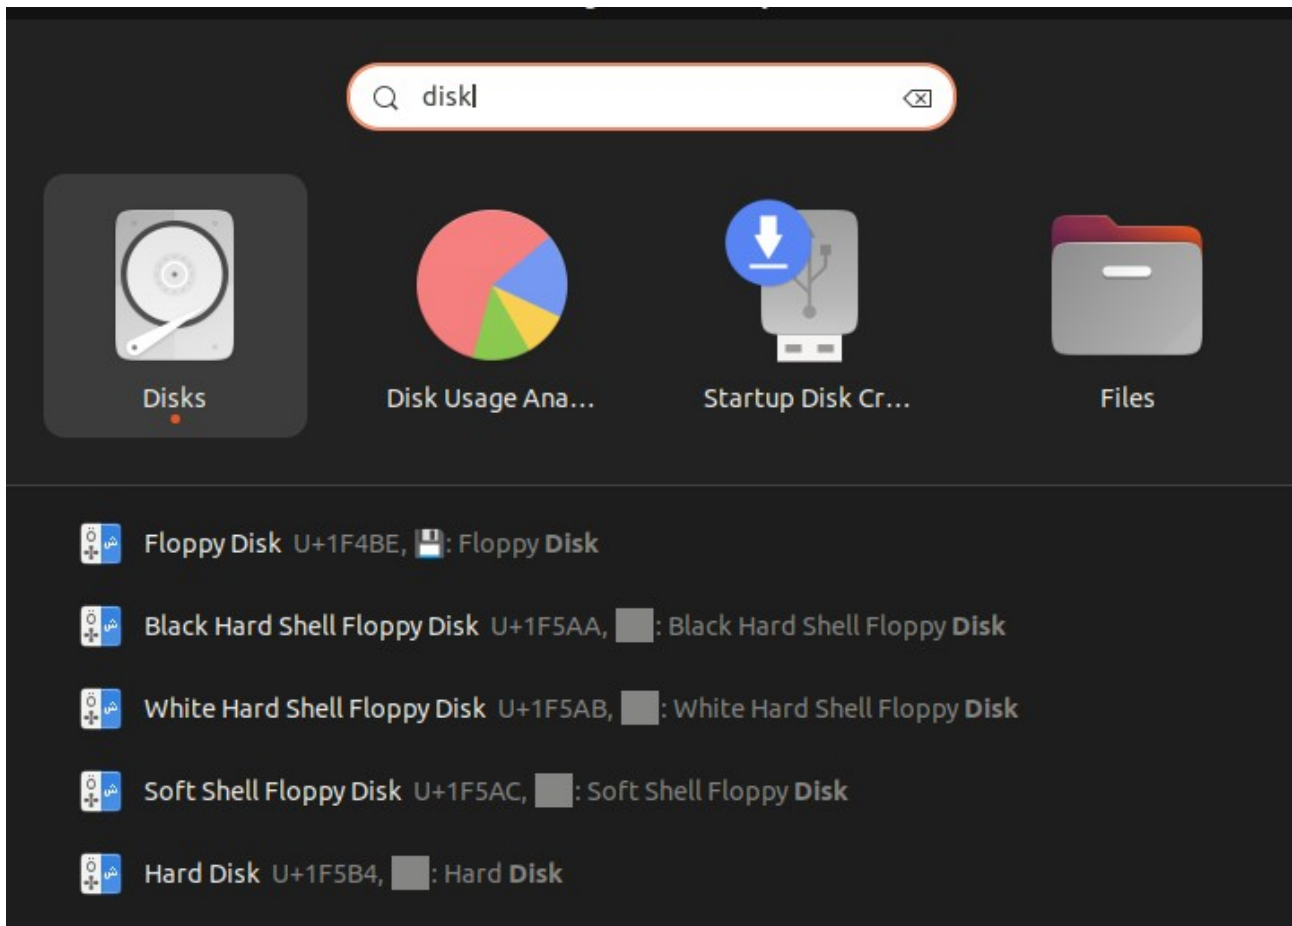 disk
Disks
Disk Usage Ana...
Startup Disk Cr...
Files
Floppy Disk U+1F4BE, 💾: Floppy Disk
Black Hard Shell Floppy Disk U+1F5AA, : Black Hard Shell Floppy Disk
White Hard Shell Floppy Disk U+1F5AB, : White Hard Shell Floppy Disk
Soft Shell Floppy Disk U+1F5AC, : Soft Shell Floppy Disk
Hard Disk U+1F5B4, : Hard Disk